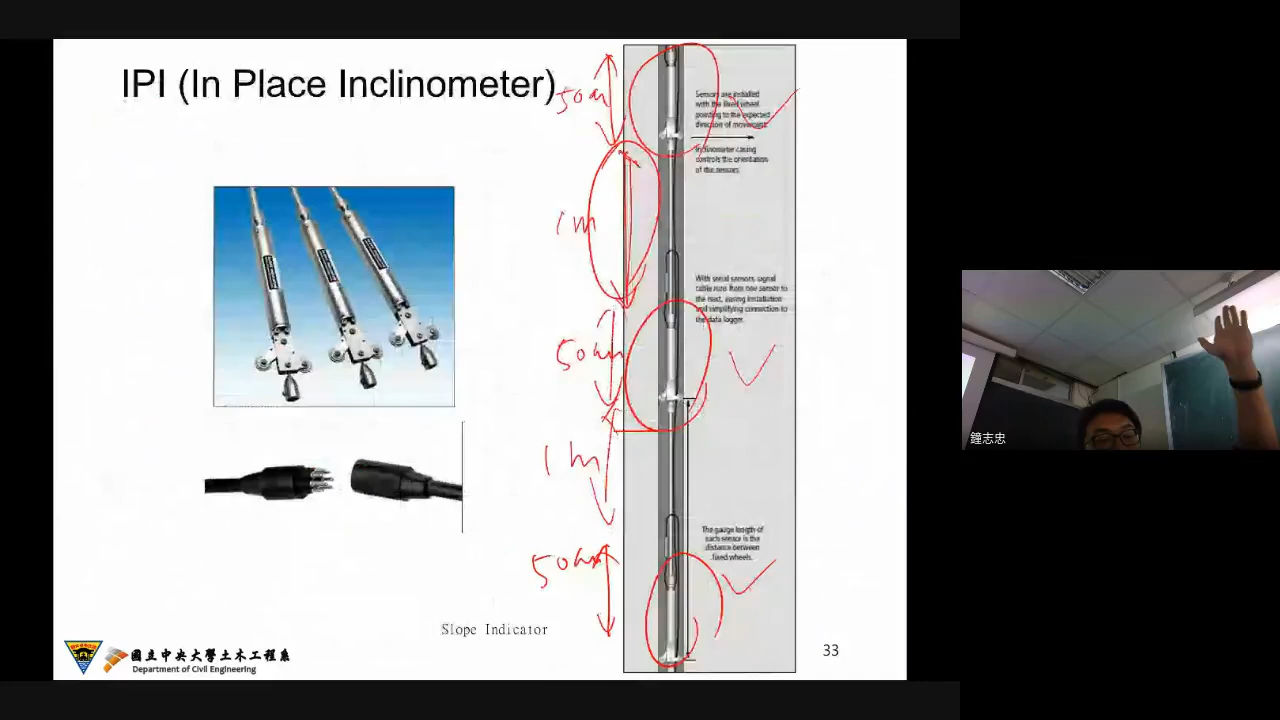 IPI (In Place Inclinometer)
50cm
Sensors are installed
with the fixed wheel
pointing to the expected
direction of movement.
Inclinometer casing
controls the orientation
of the sensors
1m
With serial sensors, signal
cable runs from one sensor to
the next, easing installation
and simplifying connection to
the data logger.
50cm
1m
The gauge length of
each sensor is the
distance between
fixed wheels.
50cm
Slope Indicator
國立中央大學土木工程系
Department of Civil Engineering
33
鐘志忠